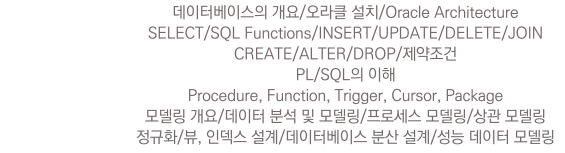 데이터베이스의 개요/오라클 설치/Oracle Architecture
SELECT/SQL Functions/INSERT/UPDATE/DELETE/JOIN
CREATE/ALTER/DROP/제약조건
PL/SQL의 이해
Procedure, Function, Trigger, Cursor, Package
모델링 개요/데이터 분석 및 모델링/프로세스 모델링/상관 모델링
정규화/뷰, 인덱스 설계/데이터베이스 분산 설계/성능 데이터 모델링